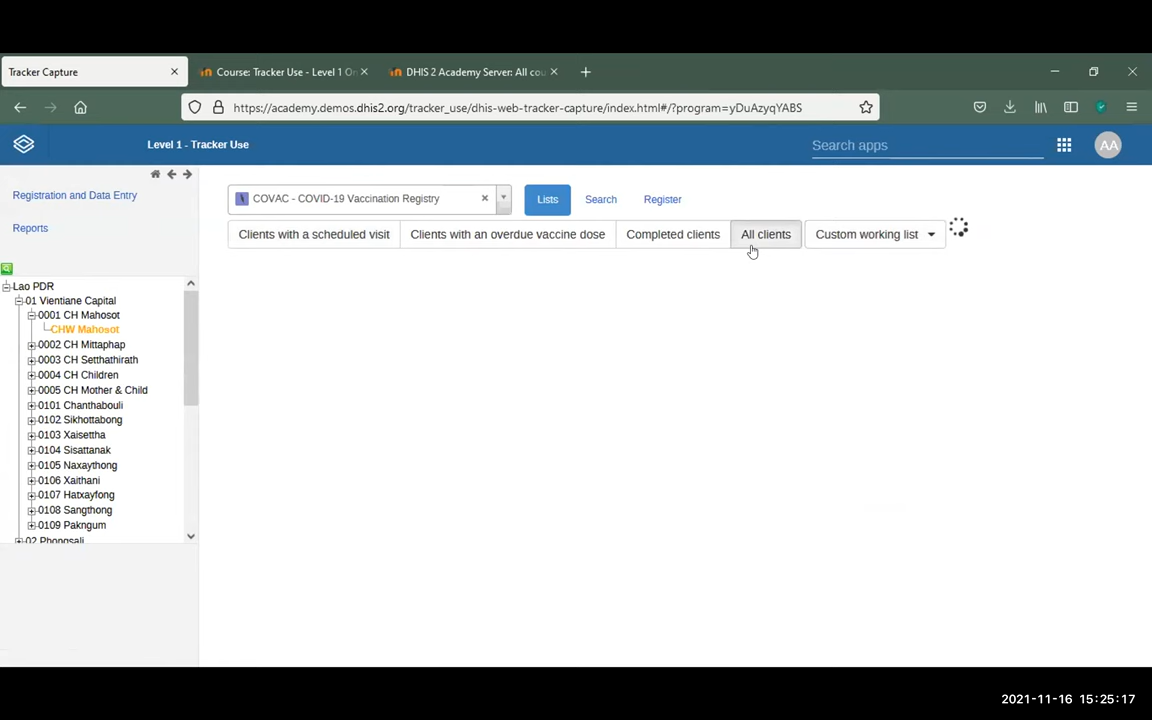 Tracker Capture
Course: Tracker Use - Level 1 On
DHIS 2 Academy Server: All cou
https://academy.demos.dhis2.org/tracker_use/dhis-web-tracker-capture/index.html#/?program=yDuAzyqYABS
Level 1 - Tracker Use
Search apps
AA
Registration and Data Entry
Reports
COVAC - COVID-19 Vaccination Registry
Lists
Search
Register
Clients with a scheduled visit
Clients with an overdue vaccine dose
Completed clients
All clients
Custom working list
Lao PDR
01 Vientiane Capital
0001 CH Mahosot
CHW Mahosot
0002 CH Mittaphap
0003 CH Setthathirath
0004 CH Children
0005 CH Mother & Child
0101 Chanthabouli
0102 Sikhottabong
0103 Xaisettha
0104 Sisattanak
0105 Naxaythong
0106 Xaithani
0107 Hatxayfong
0108 Sangthong
0109 Pakngum
02 Phongsali
2021-11-16 15:25:17